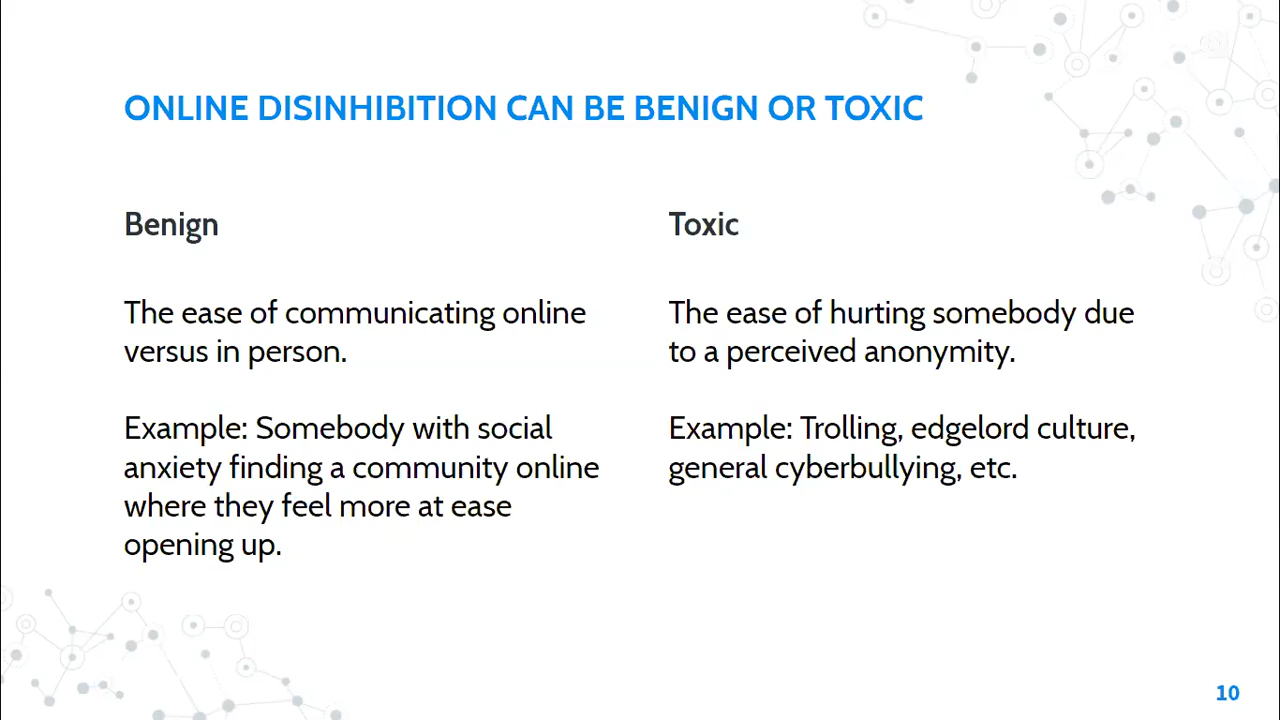 ONLINE DISINHIBITION CAN BE BENIGN OR TOXIC
Benign
The ease of communicating online
versus in person.
Example: Somebody with social
anxiety finding a community online
where they feel more at ease
opening up.
Toxic
The ease of hurting somebody due
to a perceived anonymity.
Example: Trolling, edgelord culture,
general cyberbullying, etc.
10